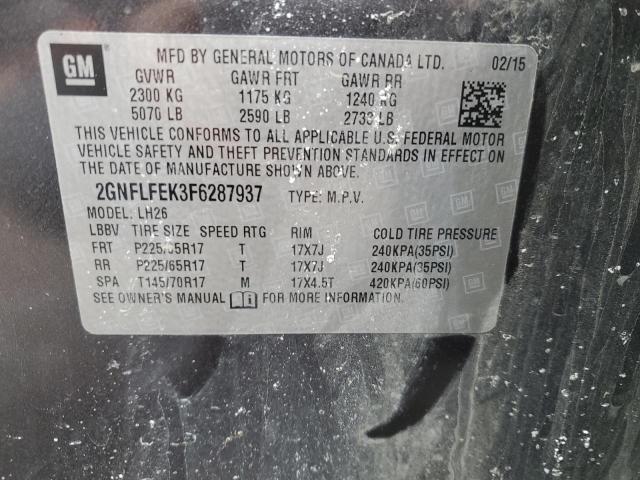 GM
MFD BY GENERAL MOTORS OF CANADA LTD. 02/15
GVWR GAWR FRT GAWR RR
2300 KG 1175 KG 1240 KG
5070 LB 2590 LB 2733 LB
THIS VEHICLE CONFORMS TO ALL APPLICABLE U.S. FEDERAL MOTOR
VEHICLE SAFETY AND THEFT PREVENTION STANDARDS IN EFFECT ON
THE DATE OF MANUFACTURE SHOWN ABOVE.
2GNFLFEK3F6287937 TYPE: M.P.V.
MODEL: LH26
LBBV TIRE SIZE SPEED RTG RIM COLD TIRE PRESSURE
FRT P225/65R17 T 17X7J 240KPA(35PSI)
RR P225/65R17 T 17X7J 240KPA(35PSI)
SPA T145/70R17 M 17X4.5T 420KPA(60PSI)
SEE OWNER'S MANUAL FOR MORE INFORMATION.